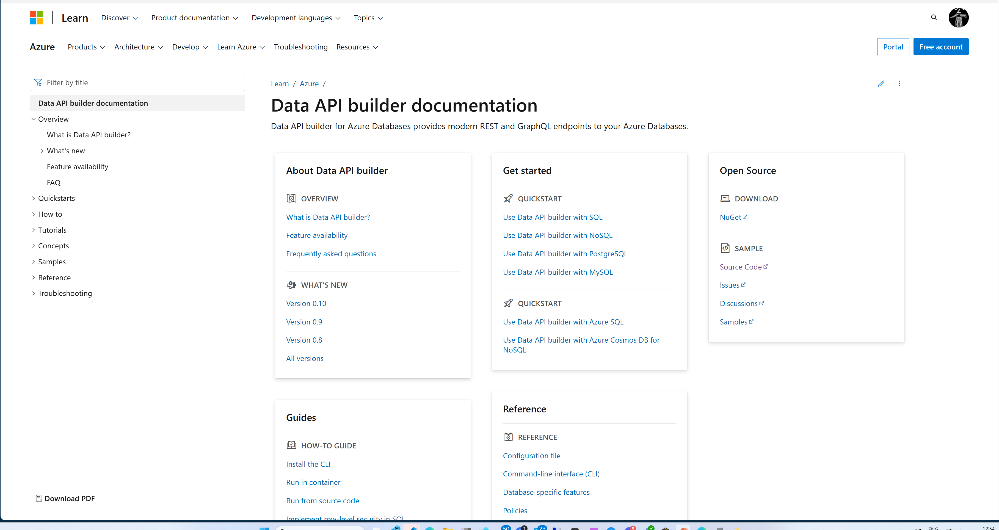 Learn Discover Product documentation Development languages Topics
Azure Products Architecture Develop Learn Azure Troubleshooting Resources Portal Free account
Filter by title
Data API builder documentation
Overview
What is Data API builder?
What's new
Feature availability
FAQ
Quickstarts
How to
Tutorials
Concepts
Samples
Reference
Troubleshooting
Download PDF
Learn / Azure /
Data API builder documentation
Data API builder for Azure Databases provides modern REST and GraphQL endpoints to your Azure Databases.
About Data API builder
OVERVIEW
What is Data API builder?
Feature availability
Frequently asked questions
WHAT'S NEW
Version 0.10
Version 0.9
Version 0.8
All versions
Guides
HOW-TO GUIDE
Install the CLI
Run in container
Run from source code
Implement row-level security in SQL
Get started
QUICKSTART
Use Data API builder with SQL
Use Data API builder with NoSQL
Use Data API builder with PostgreSQL
Use Data API builder with MySQL
QUICKSTART
Use Data API builder with Azure SQL
Use Data API builder with Azure Cosmos DB for
NoSQL
Reference
REFERENCE
Configuration file
Command-line interface (CLI)
Database-specific features
Policies
Open Source
DOWNLOAD
NuGet
SAMPLE
Source Code
Issues
Discussions
Samples
50 1 23 5 ENG 12:54